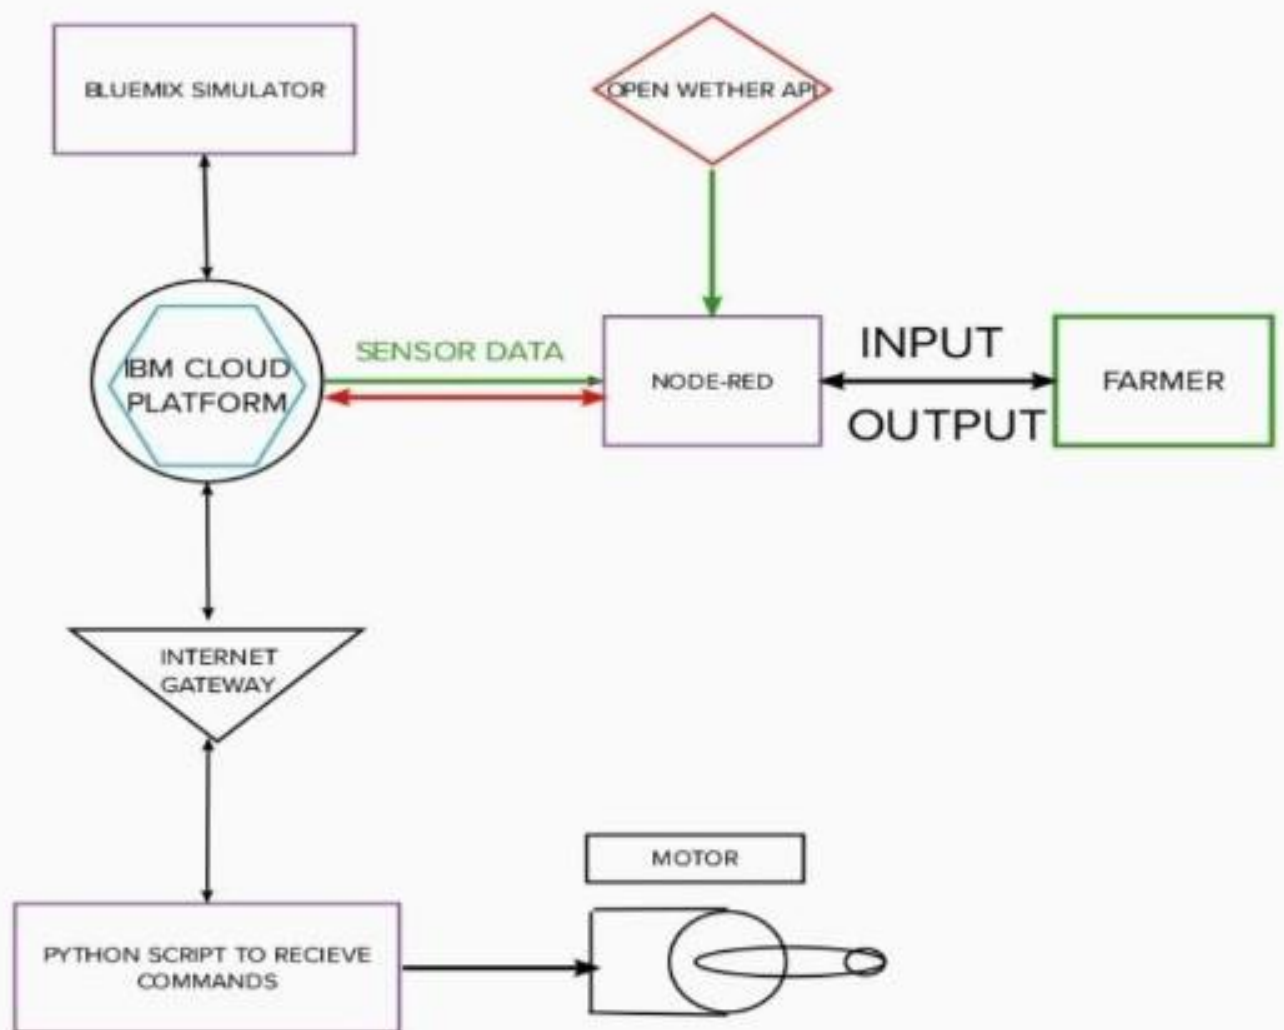 BLUEMIX SIMULATOR
OPEN WETHER API
IBM CLOUD
PLATFORM
SENSOR DATA
NODE-RED
INPUT
OUTPUT
FARMER
INTERNET
GATEWAY
MOTOR
PYTHON SCRIPT TO RECIEVE
COMMANDS